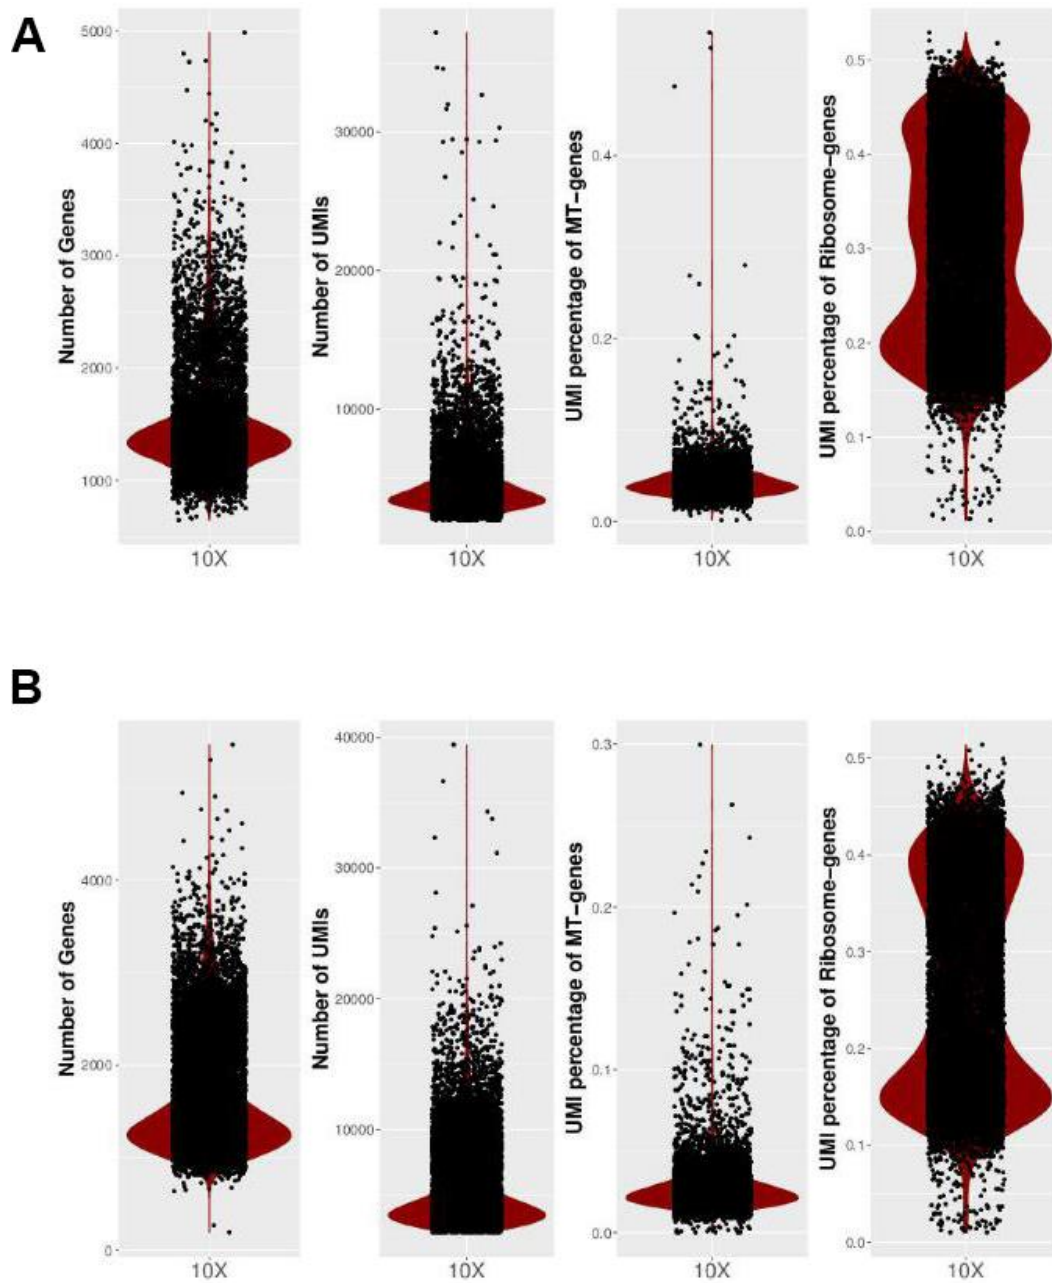 A
Number of Genes
5000
4000
3000
2000
1000
10X
Number of UMIs
30000
20000
10000
10X
UMI percentage of MT-genes
0.4
0.2
0.0
10X
UMI percentage of Ribosome-genes
0.5
0.4
0.3
0.2
0.1
0.0
10X
B
Number of Genes
4000
2000
0
10X
Number of UMIs
40000
30000
20000
10000
10X
UMI percentage of MT-genes
0.3
0.2
0.1
0.0
10X
UMI percentage of Ribosome-genes
0.5
0.4
0.3
0.2
0.1
0.0
10X